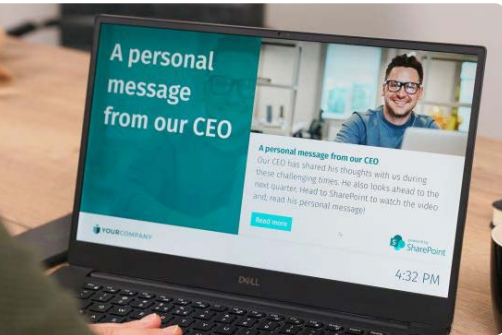 A personal
message
from our CEO
A personal message from our CEO
Our CEO has shared his thoughts with us during
these challenging times. He also looks ahead to the
next quarter. Head to SharePoint to watch the video
and, read his personal message!
Read more
YOURCOMPANY
powered by
SharePoint
4:32 PM
DELL